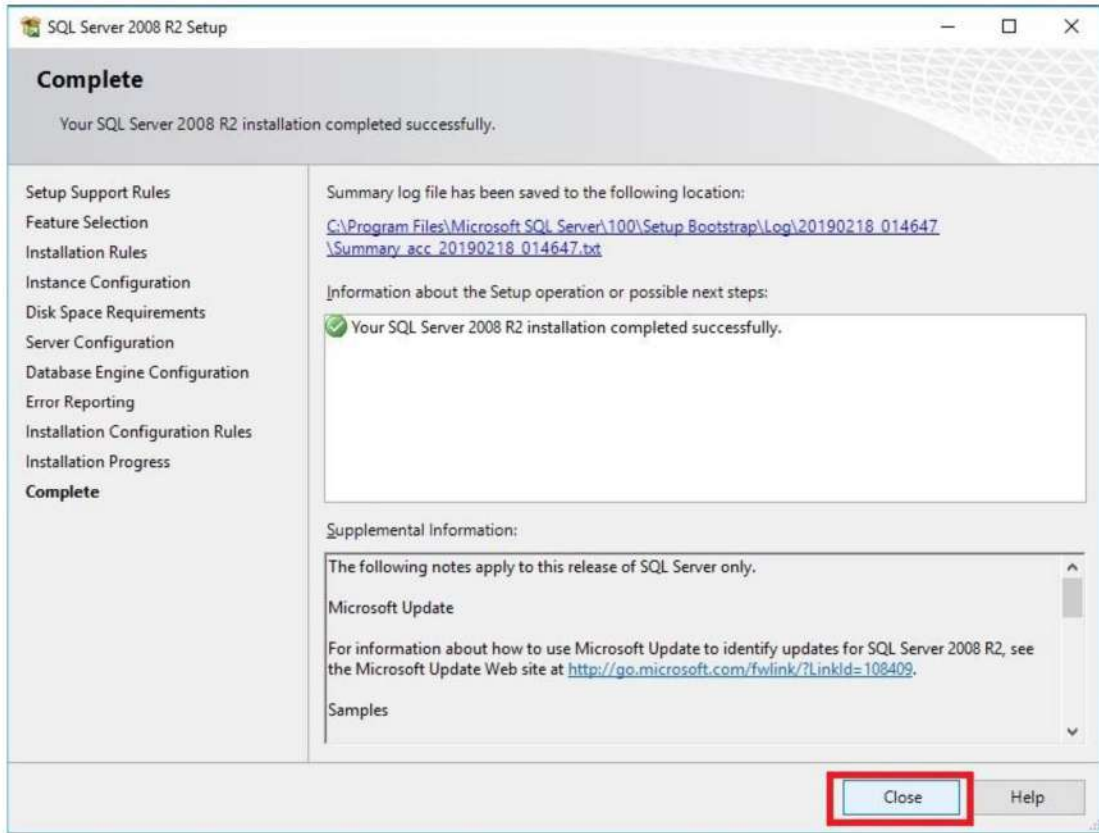 SQL Server 2008 R2 Setup
Complete
Your SQL Server 2008 R2 installation completed successfully.
Setup Support Rules
Feature Selection
Installation Rules
Instance Configuration
Disk Space Requirements
Server Configuration
Database Engine Configuration
Error Reporting
Installation Configuration Rules
Installation Progress
Complete
Summary log file has been saved to the following location:
C:\Program Files\Microsoft SQL Server\100\Setup Bootstrap\Log\20190218_014647
\Summary_acc_20190218_014647.txt
Information about the Setup operation or possible next steps:
Your SQL Server 2008 R2 installation completed successfully.
Supplemental Information:
The following notes apply to this release of SQL Server only.
Microsoft Update
For information about how to use Microsoft Update to identify updates for SQL Server 2008 R2, see
the Microsoft Update Web site at http://go.microsoft.com/fwlink/?LinkId=108409.
Samples
Close
Help